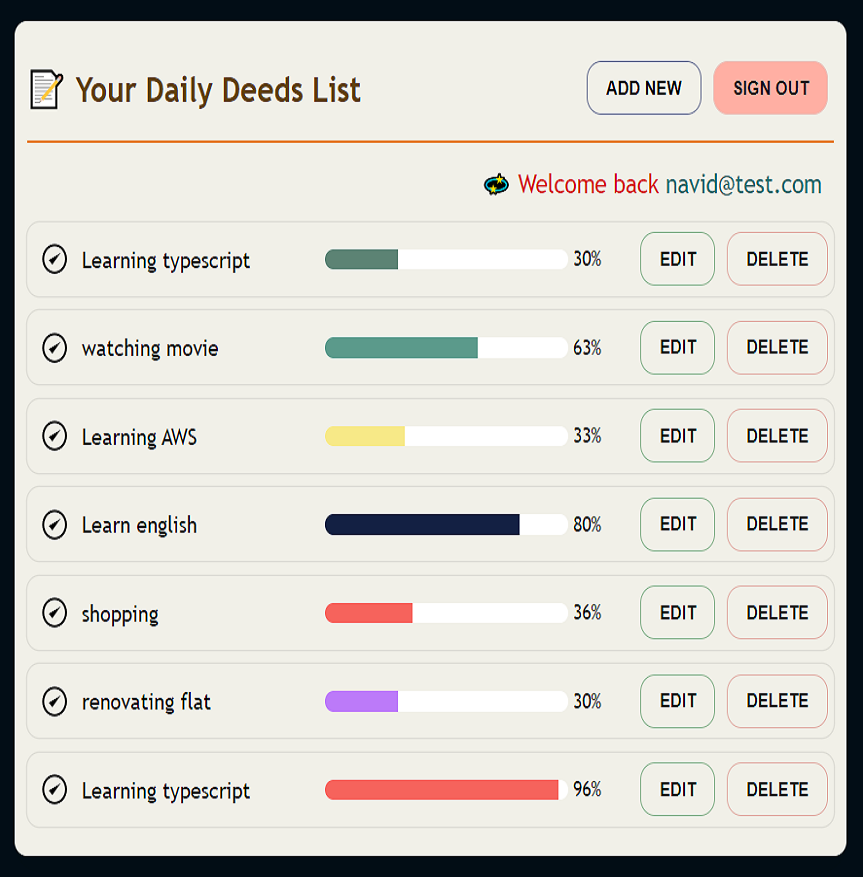 Your Daily Deeds List ADD NEW SIGN OUT
Welcome back navid@test.com
Learning typescript 30% EDIT DELETE
watching movie 63% EDIT DELETE
Learning AWS 33% EDIT DELETE
Learn english 80% EDIT DELETE
shopping 36% EDIT DELETE
renovating flat 30% EDIT DELETE
Learning typescript 96% EDIT DELETE